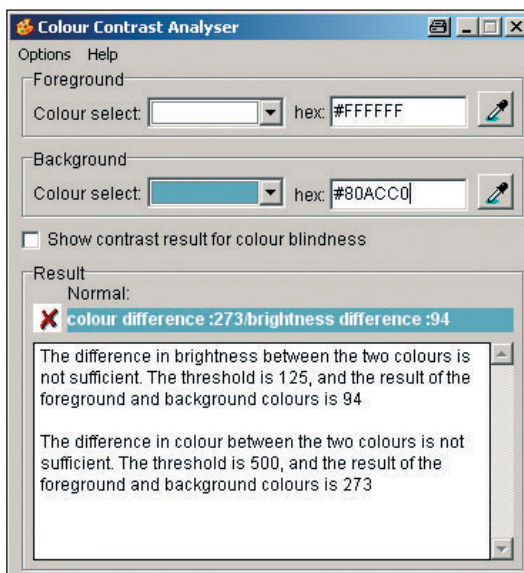 Colour Contrast Analyser
Options Help
Foreground
Colour select: hex: #FFFFFF
Background
Colour select: hex: #80ACC0
Show contrast result for colour blindness
Result
Normal:
colour difference :273/brightness difference :94
The difference in brightness between the two colours is
not sufficient. The threshold is 125, and the result of the
foreground and background colours is 94
The difference in colour between the two colours is not
sufficient. The threshold is 500, and the result of the
foreground and background colours is 273